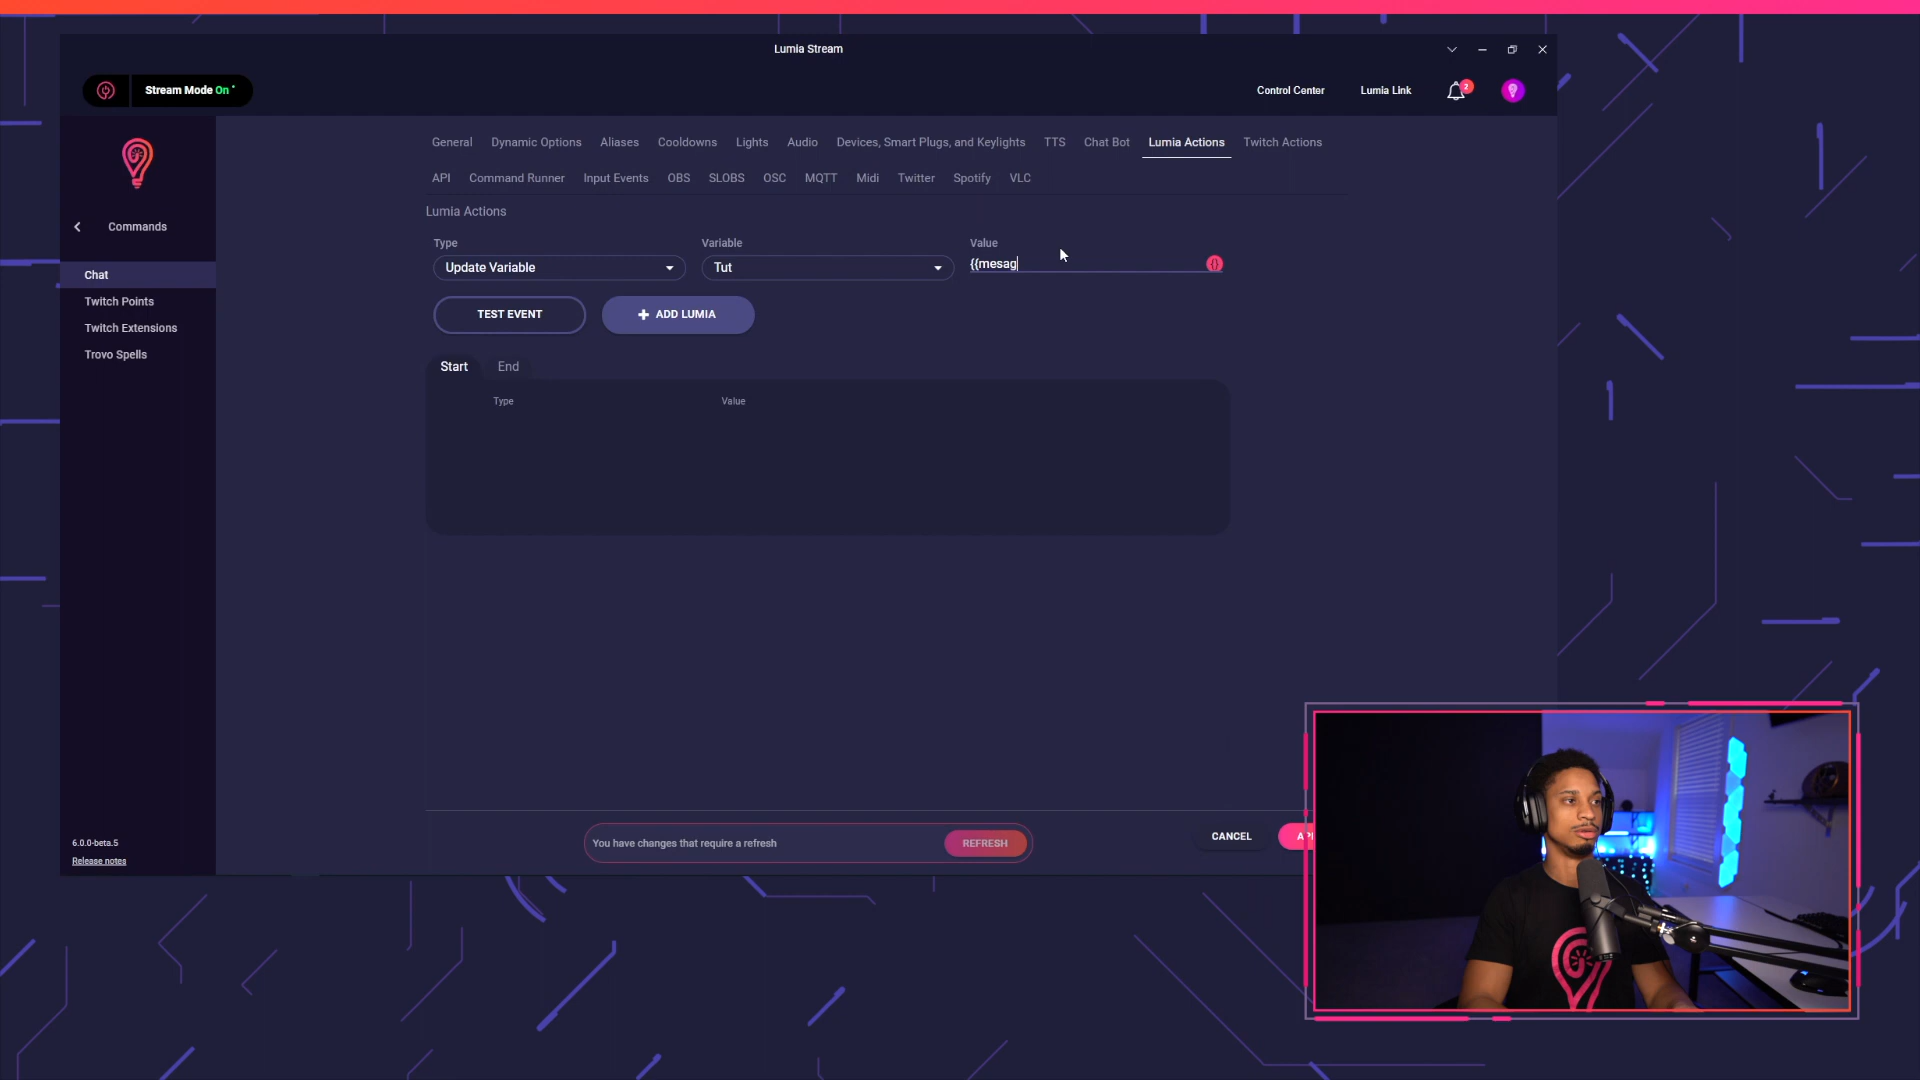 Lumia Stream
Stream Mode On
Control Center Lumia Link 2
General Dynamic Options Aliases Cooldowns Lights Audio Devices, Smart Plugs, and Keylights TTS Chat Bot Lumia Actions Twitch Actions
API Command Runner Input Events OBS SLOBS OSC MQTT Midi Twitter Spotify VLC
Commands
Chat
Twitch Points
Twitch Extensions
Trovo Spells
Lumia Actions
Type Variable Value
Update Variable Tut {{mesag
TEST EVENT + ADD LUMIA
Start End
Type Value
You have changes that require a refresh REFRESH
CANCEL
6.0.0-beta.5
Release notes